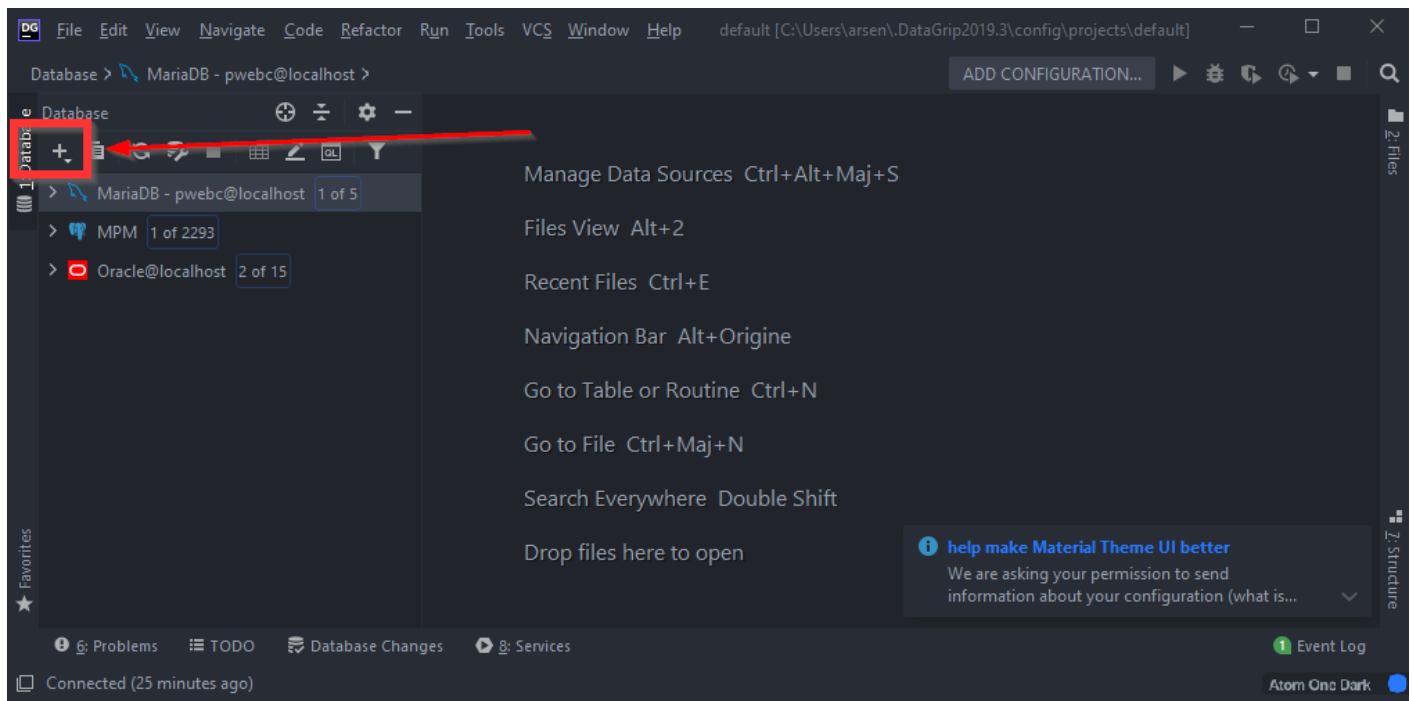 DG File Edit View Navigate Code Refactor Run Tools VCS Window Help default [C:\Users\arsen\.DataGrip2019.3\config\projects\default]
Database > MariaDB - pwebc@localhost >
ADD CONFIGURATION...
1: Database
Database
QL
MariaDB - pwebc@localhost 1 of 5
MPM 1 of 2293
Oracle@localhost 2 of 15
Manage Data Sources Ctrl+Alt+Maj+S
Files View Alt+2
Recent Files Ctrl+E
Navigation Bar Alt+Origine
Go to Table or Routine Ctrl+N
Go to File Ctrl+Maj+N
Search Everywhere Double Shift
Drop files here to open
2: Files
7: Structure
Favorites
help make Material Theme UI better
We are asking your permission to send
information about your configuration (what is...
6: Problems TODO Database Changes 8: Services 1 Event Log
Connected (25 minutes ago) Atom One Dark